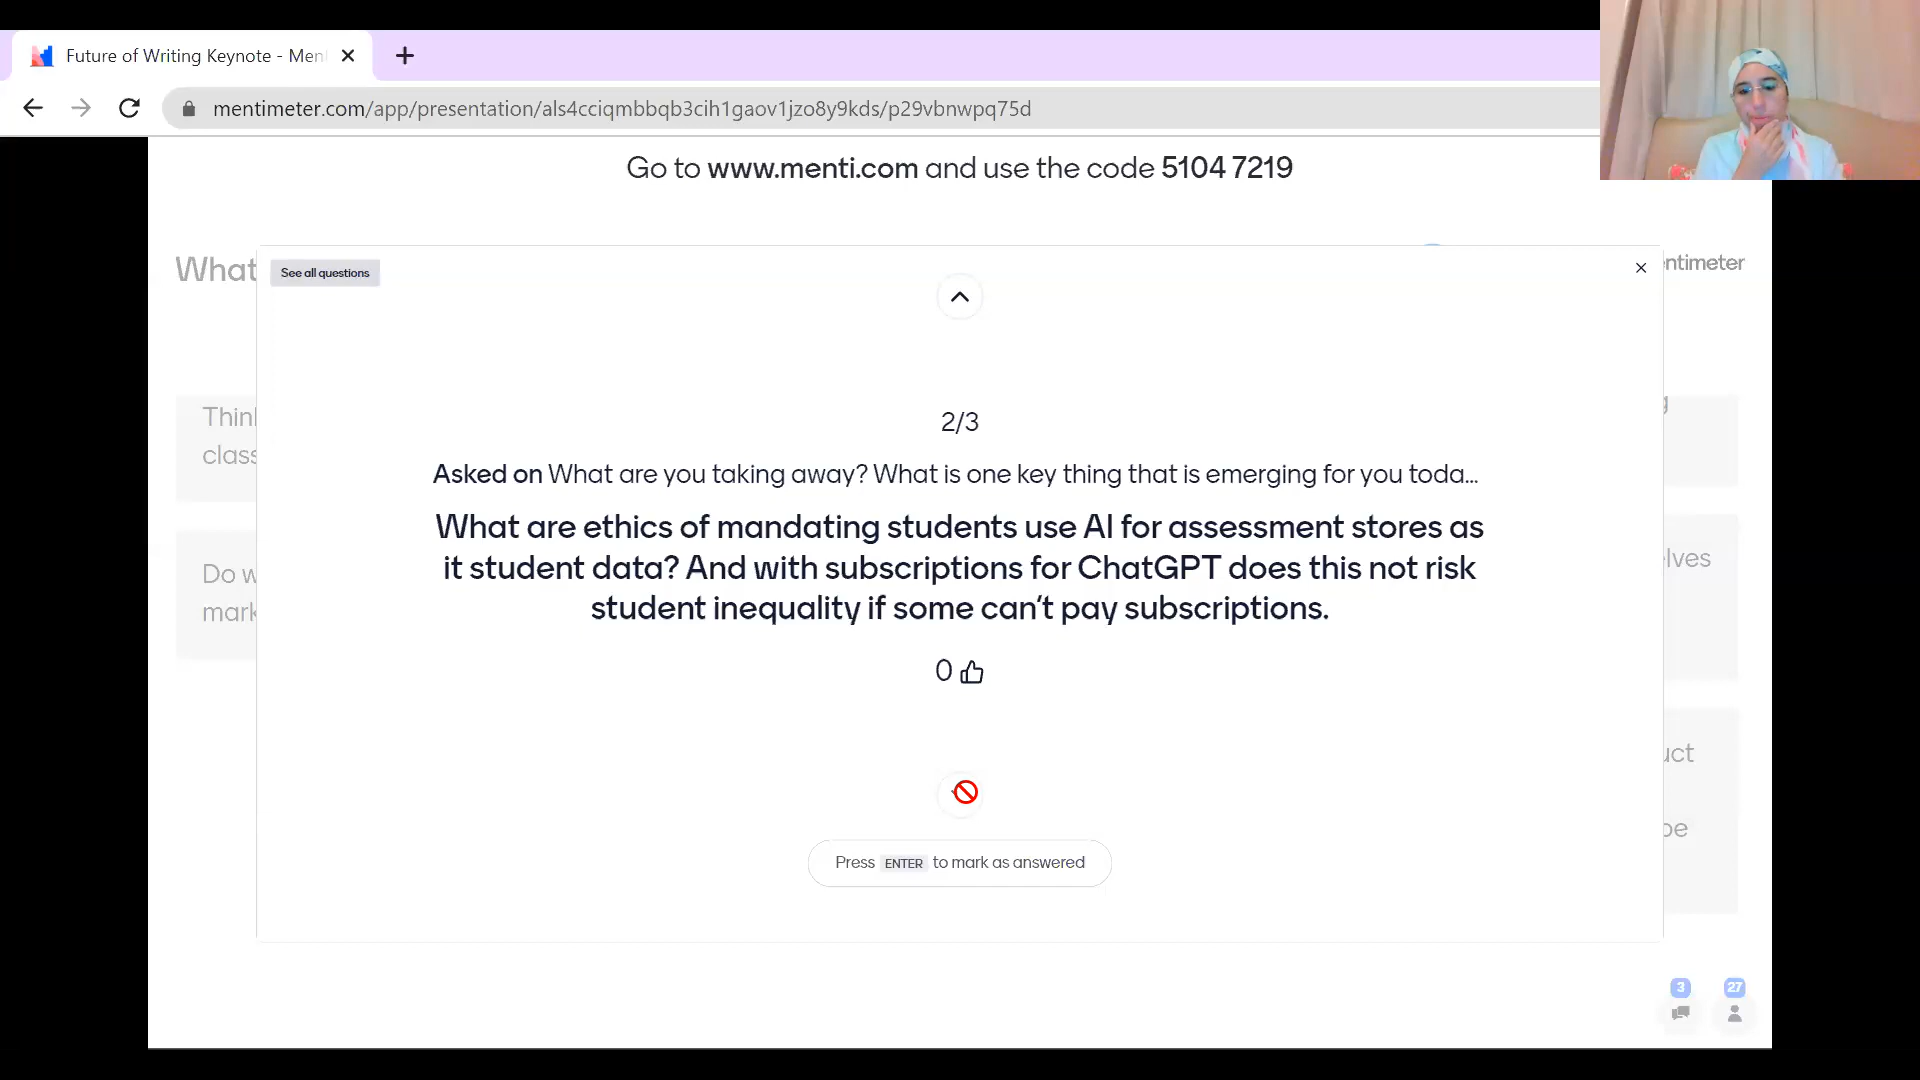 Future of Writing Keynote - Men
mentimeter.com/app/presentation/als4cciqmbbqb3cih1gaov1jzo8y9kds/p29vbnwpq75d
Go to www.menti.com and use the code 5104 7219
What
See all questions
ntimeter
2/3
Think
class
Asked on What are you taking away? What is one key thing that is emerging for you toda...
What are ethics of mandating students use AI for assessment stores as
it student data? And with subscriptions for ChatGPT does this not risk
student inequality if some can't pay subscriptions.
Do w
mark
lves
0
uct
be
Press ENTER to mark as answered
3
27